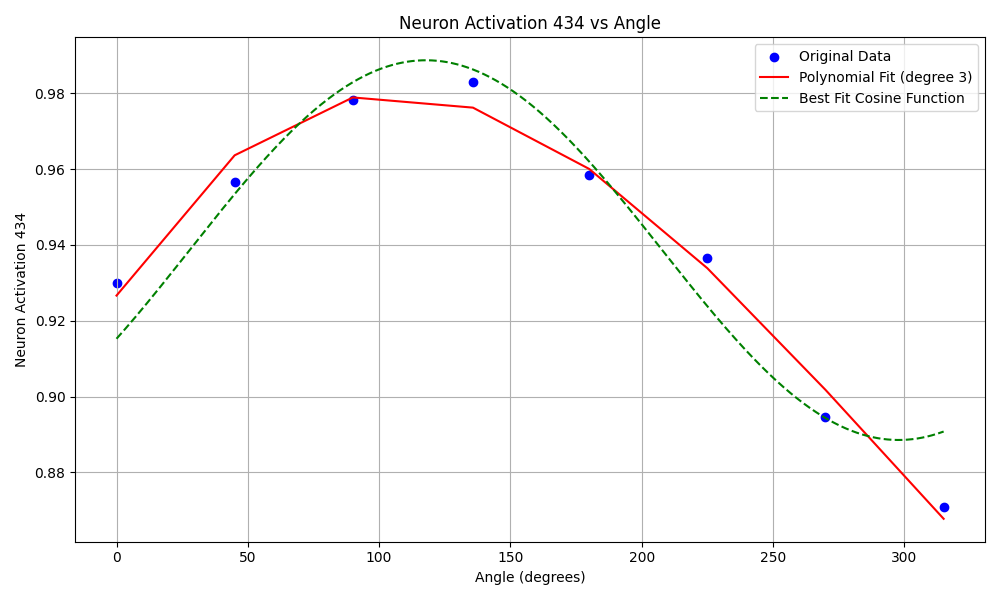 Neuron Activation 434 vs Angle
Original Data
Polynomial Fit (degree 3)
Best Fit Cosine Function
Neuron Activation 434
0.98
0.96
0.94
0.92
0.90
0.88
0
50
100
150
200
250
300
Angle (degrees)